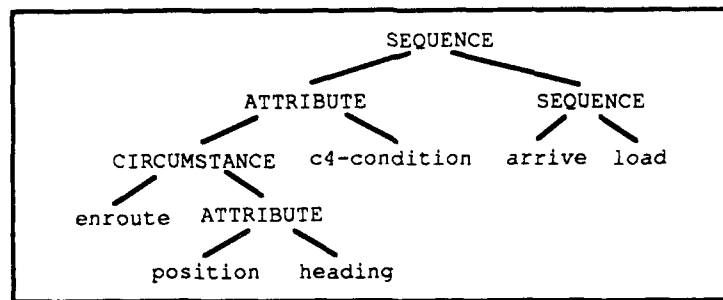 SEQUENCE
ATTRIBUTE SEQUENCE
CIRCUMSTANCE c4-condition arrive load
enroute ATTRIBUTE
position heading